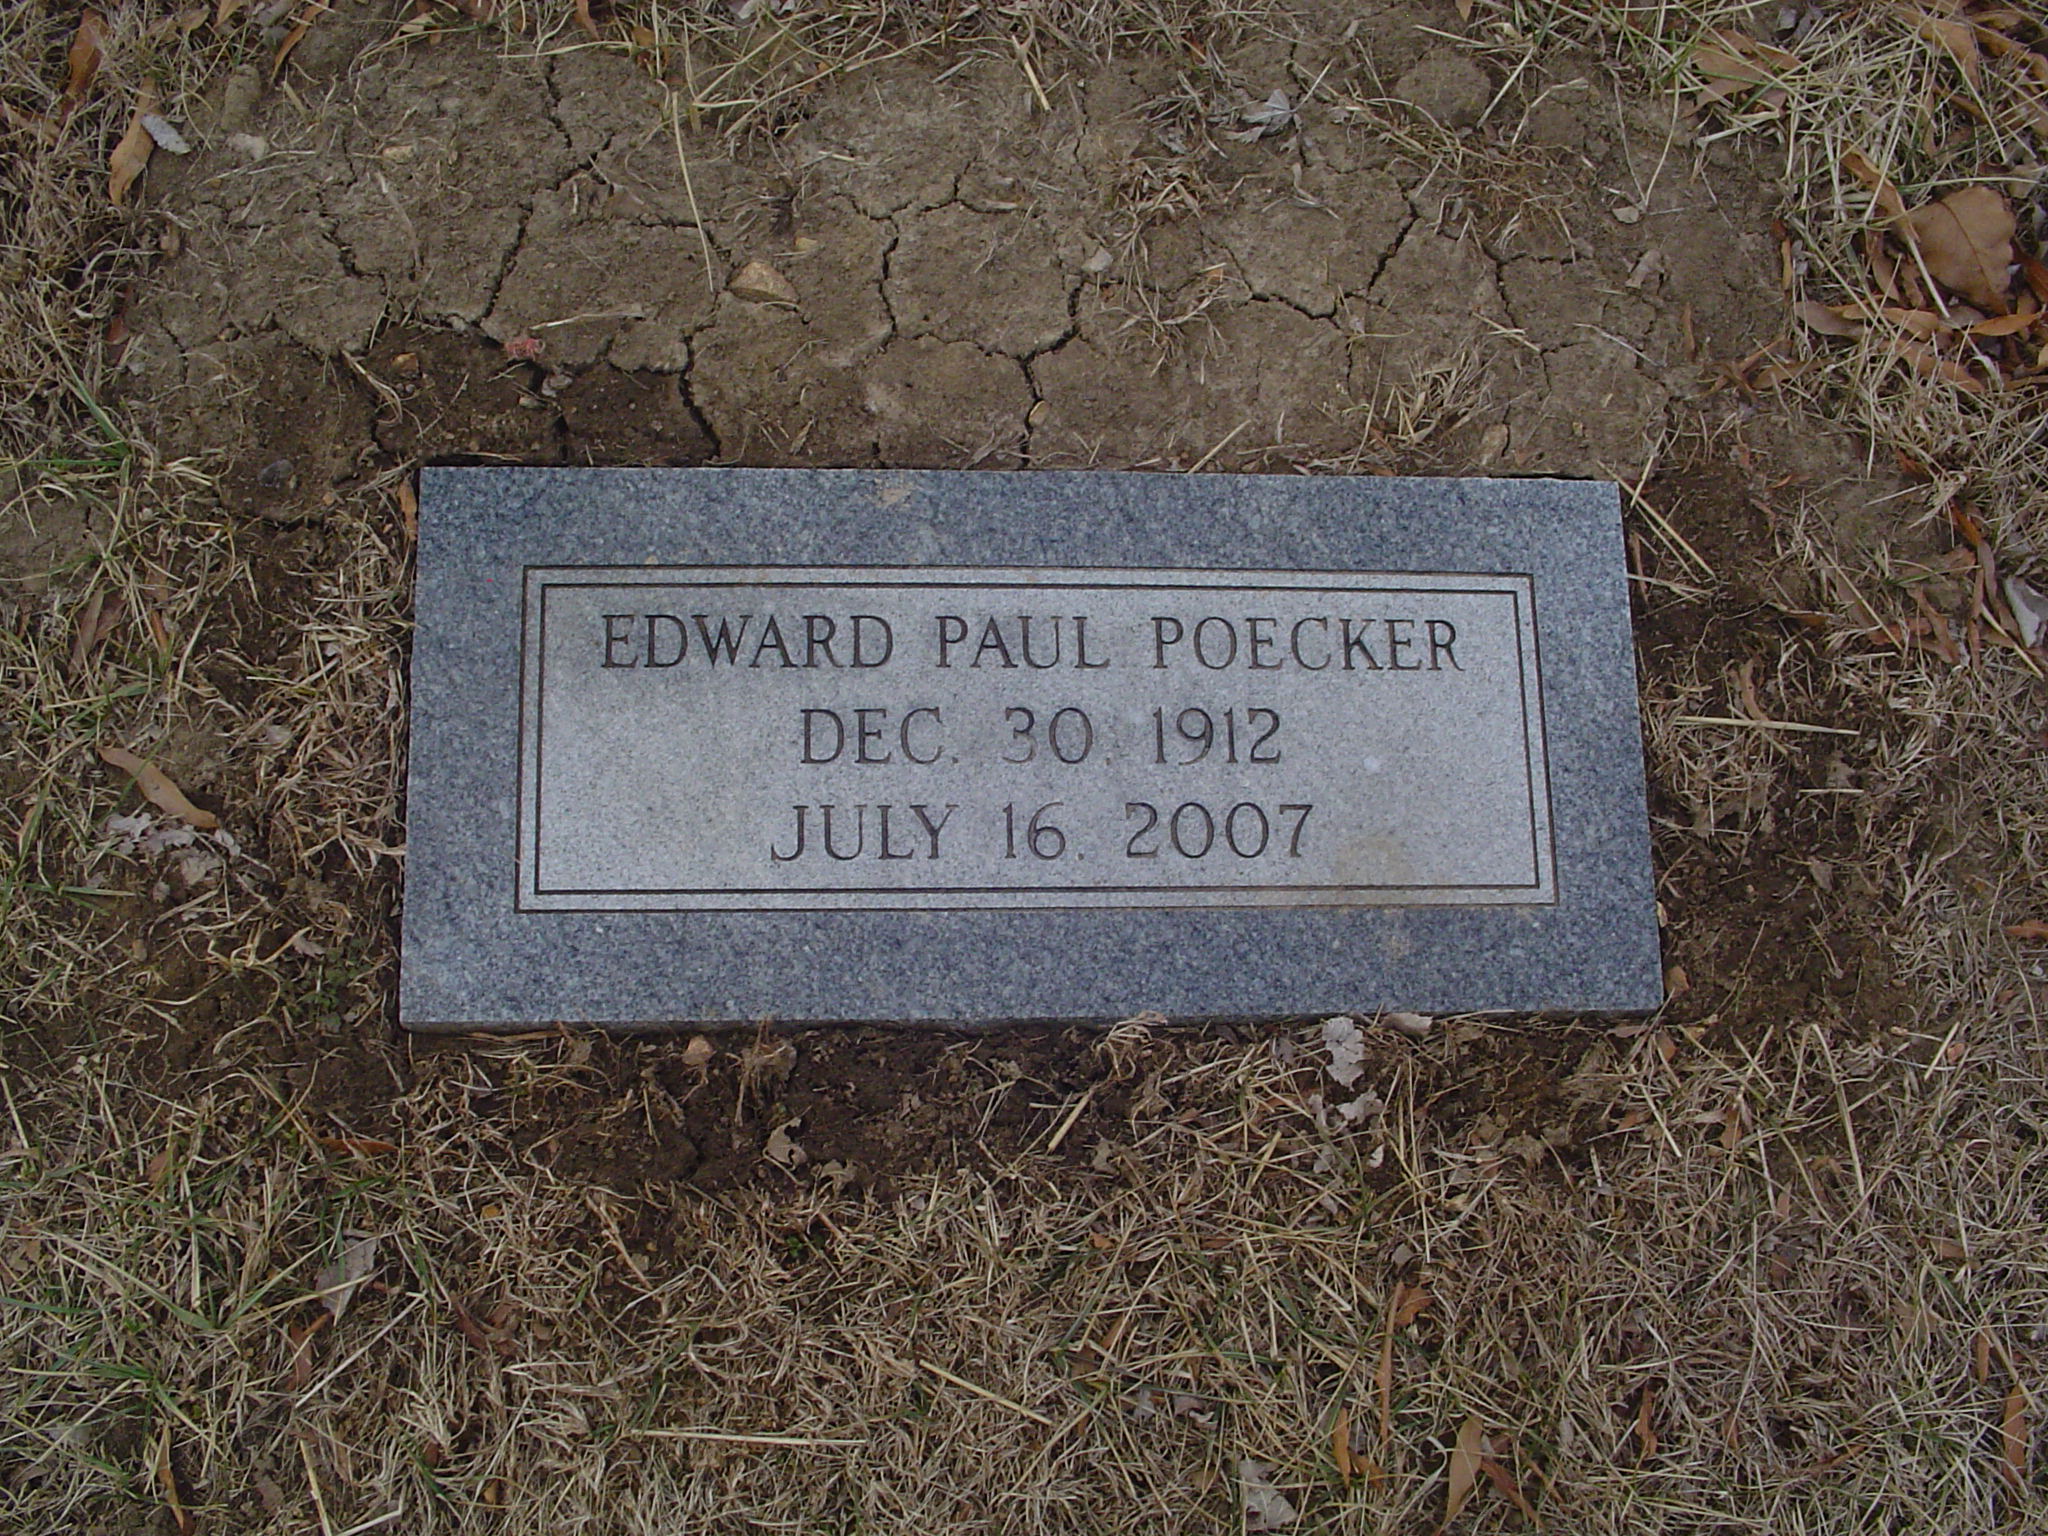 EDWARD PAUL POECKER
DEC. 30, 1912
JULY 16, 2007